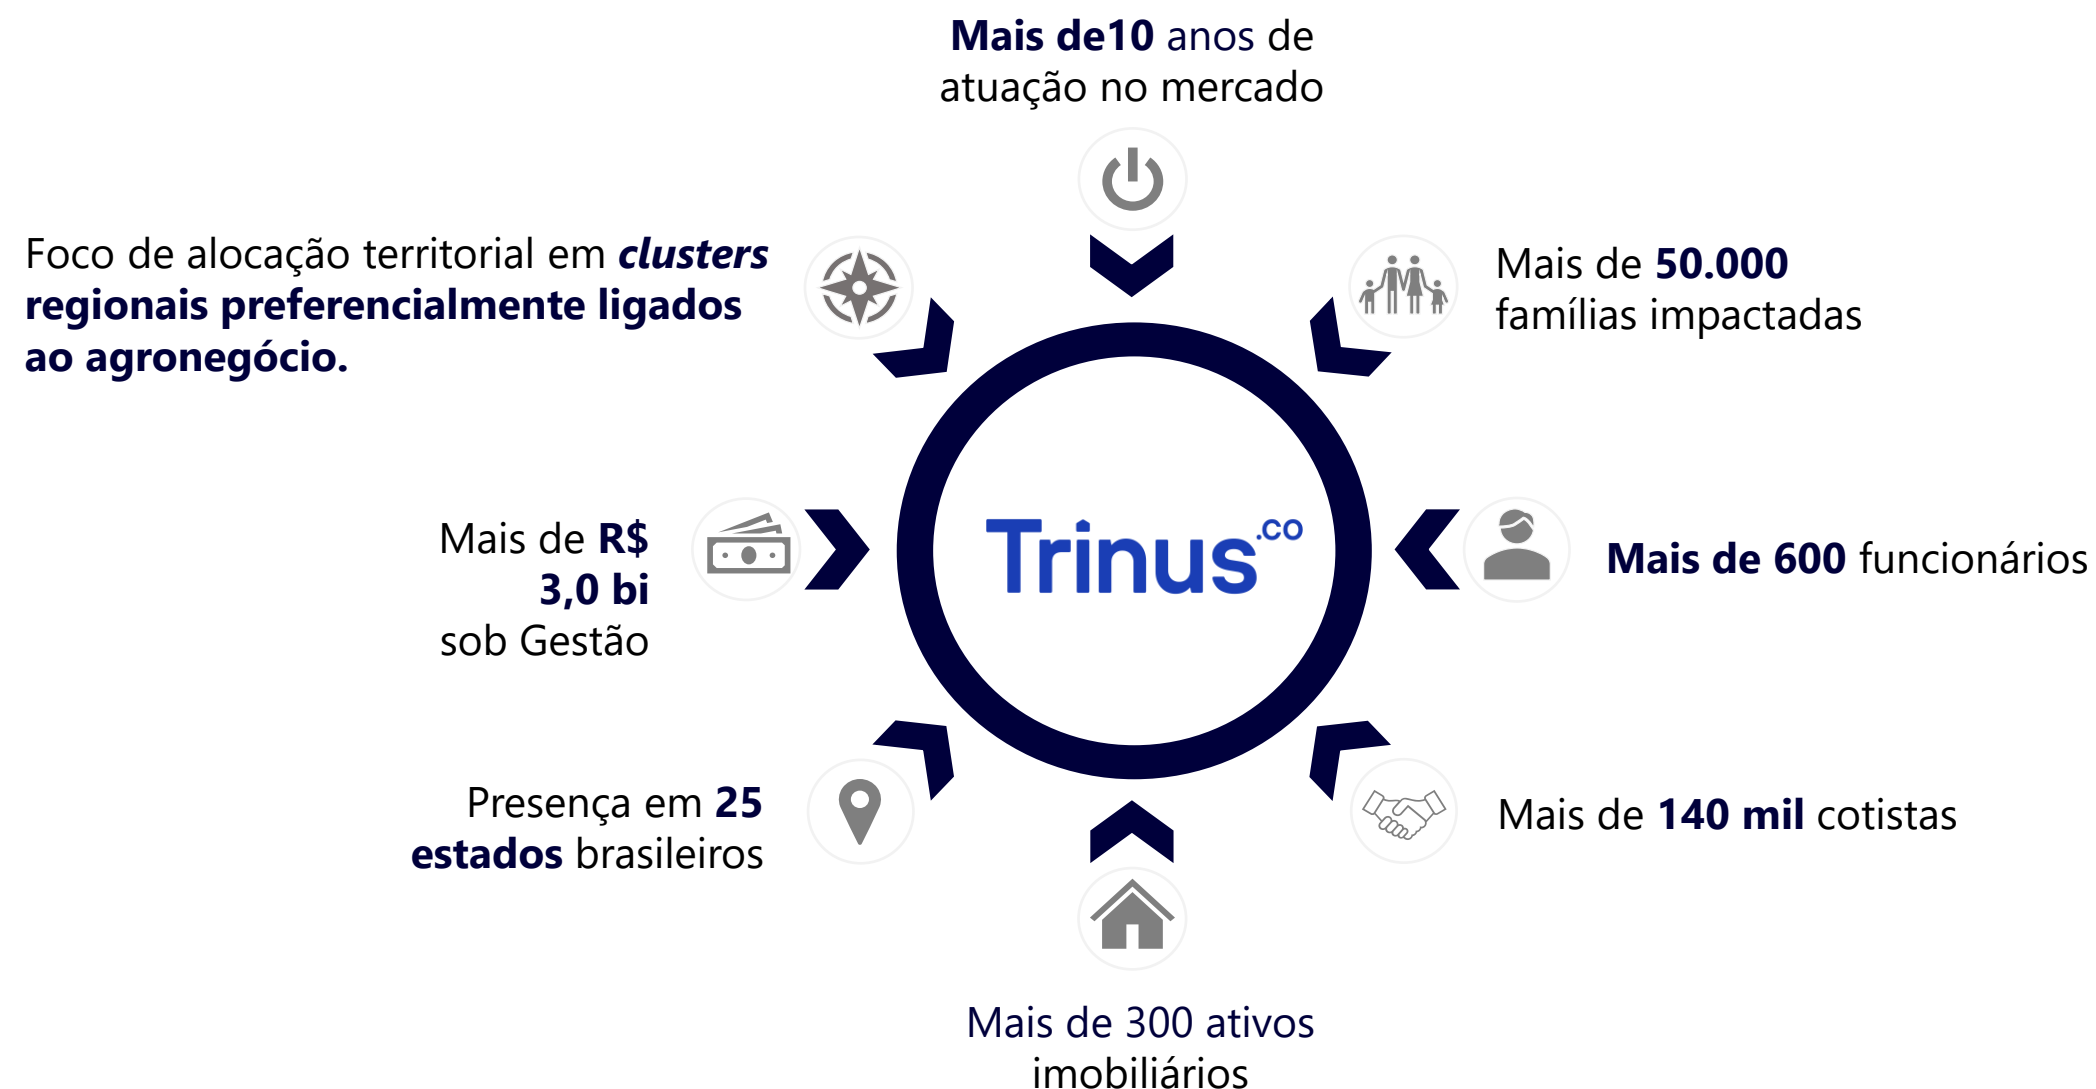 Mais de10 anos de
atuação no mercado
Foco de alocação territorial em clusters
regionais preferencialmente ligados
ao agronegócio.
Mais de 50.000
famílias impactadas
Mais de R$
3,0 bi
sob Gestão
Trinus.co
Mais de 600 funcionários
Presença em 25
estados brasileiros
Mais de 140 mil cotistas
Mais de 300 ativos
imobiliários